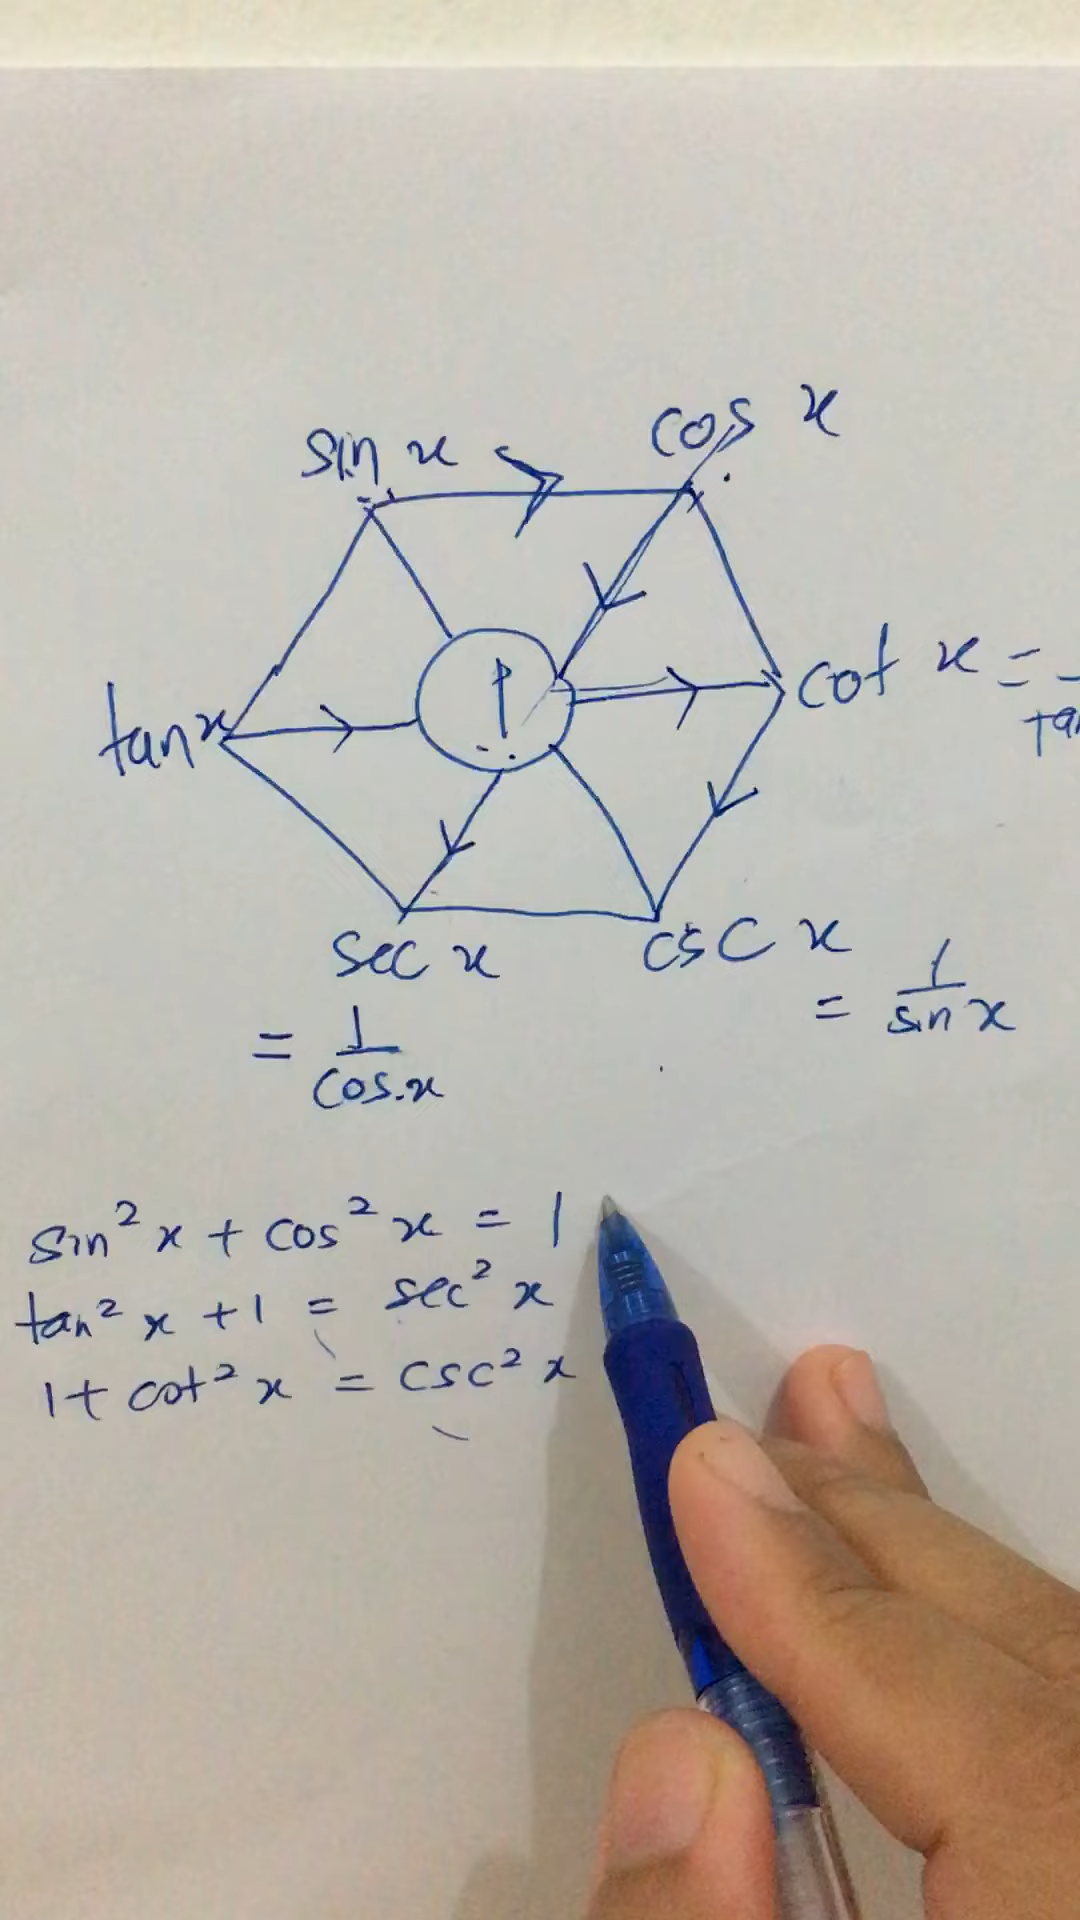 sin x
cos x
tan x
1
cot x =
tan
sec x
csc x
= 1/cos x
= 1/sin x
sin² x + cos² x = 1
tan² x + 1 = sec² x
1 + cot² x = csc² x